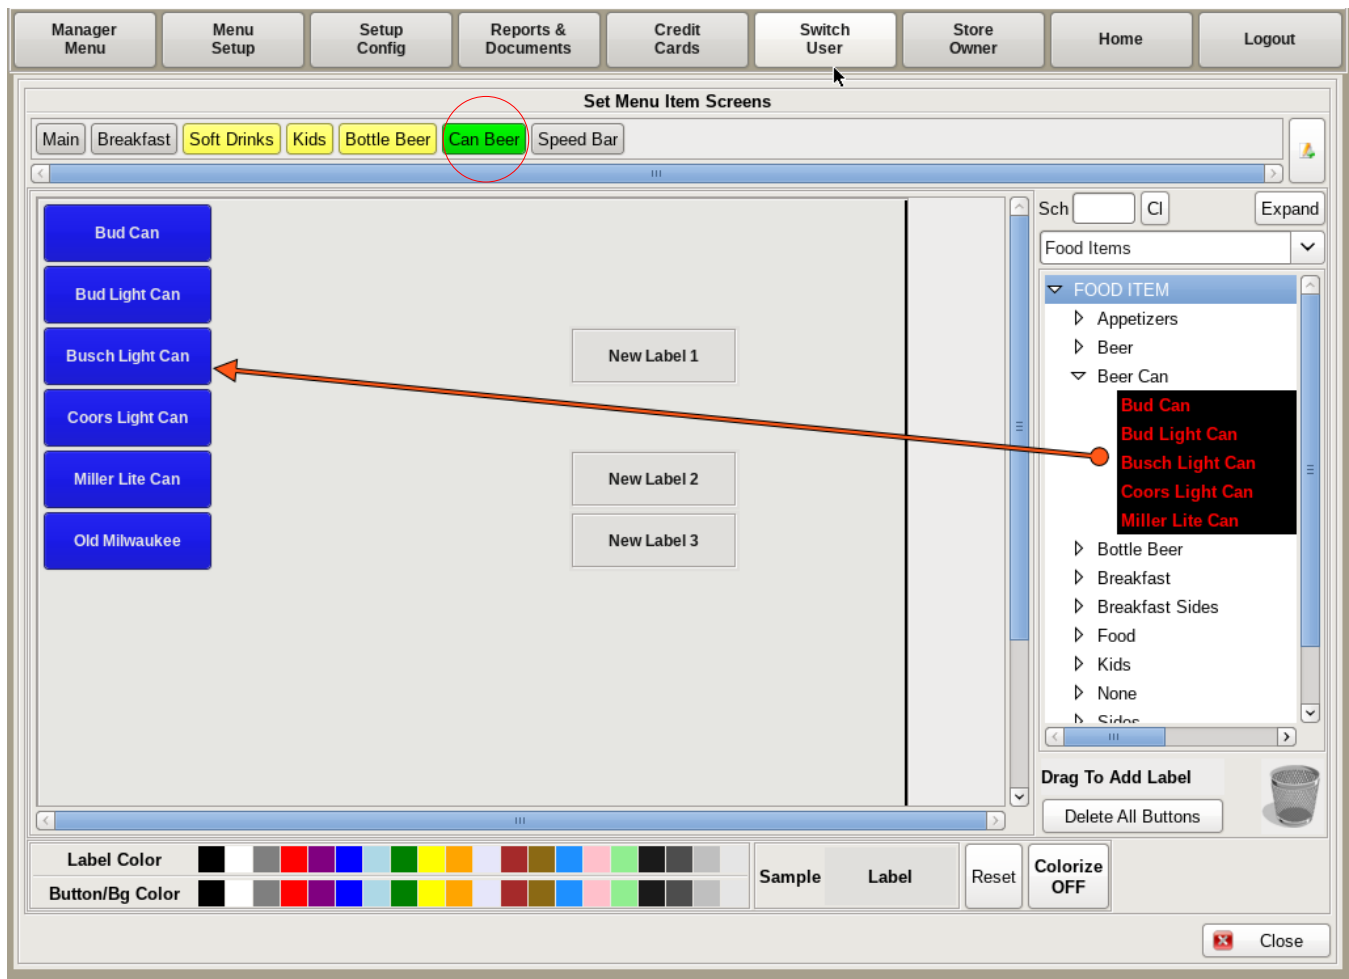 Manager Menu
Menu Setup
Setup Config
Reports & Documents
Credit Cards
Switch User
Store Owner
Home
Logout
Set Menu Item Screens
Main Breakfast Soft Drinks Kids Bottle Beer Can Beer Speed Bar
Sch Cl Expand
Food Items
Bud Can
Bud Light Can
Busch Light Can
Coors Light Can
Miller Lite Can
Old Milwaukee
New Label 1
New Label 2
New Label 3
FOOD ITEM
Appetizers
Beer
Beer Can
Bud Can
Bud Light Can
Busch Light Can
Coors Light Can
Miller Lite Can
Bottle Beer
Breakfast
Breakfast Sides
Food
Kids
None
Sides
Drag To Add Label
Delete All Buttons
Label Color
Button/Bg Color
Sample Label
Reset
Colorize OFF
Close